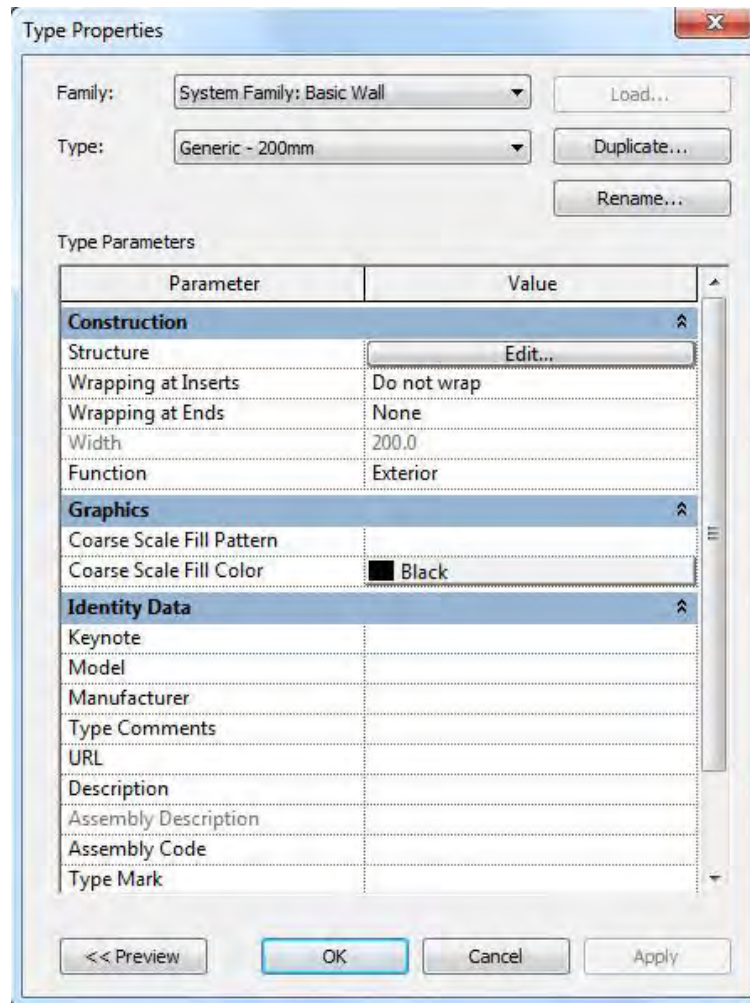 Type Properties
Family: System Family: Basic Wall Load...
Type: Generic - 200mm Duplicate...
Rename...
Type Parameters
Parameter Value
Construction
Structure Edit...
Wrapping at Inserts Do not wrap
Wrapping at Ends None
Width 200.0
Function Exterior
Graphics
Coarse Scale Fill Pattern
Coarse Scale Fill Color Black
Identity Data
Keynote
Model
Manufacturer
Type Comments
URL
Description
Assembly Description
Assembly Code
Type Mark
<< Preview OK Cancel Apply